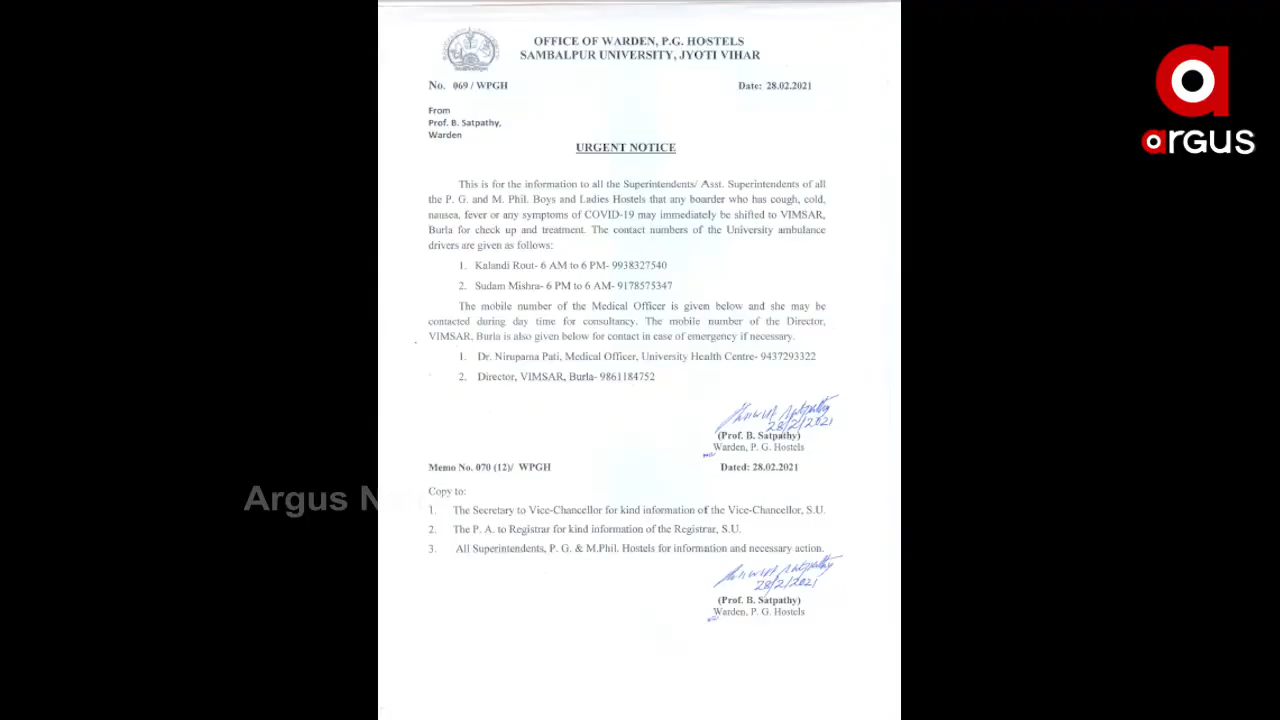 OFFICE OF WARDEN, P.G. HOSTELS
SAMBALPUR UNIVERSITY, JYOTI VIHAR
No. 069 / WPGH Date: 28.02.2021
From
Prof. B. Satpathy,
Warden
URGENT NOTICE
This is for the information to all the Superintendents/ Asst. Superintendents of all
the P. G. and M. Phil. Boys and Ladies Hostels that any boarder who has cough, cold,
nausea, fever or any symptoms of COVID-19 may immediately be shifted to VIMSAR,
Burla for check up and treatment. The contact numbers of the University ambulance
drivers are given as follows:
1. Kalandi Rout- 6 AM to 6 PM- 9938327540
2. Sudam Mishra- 6 PM to 6 AM- 9178575347
The mobile number of the Medical Officer is given below and she may be
contacted during day time for consultancy. The mobile number of the Director,
VIMSAR, Burla is also given below for contact in case of emergency if necessary.
1. Dr. Nirupama Pati, Medical Officer, University Health Centre- 9437293322
2. Director, VIMSAR, Burla- 9861184752
Satpathy
28/2/2021
(Prof. B. Satpathy)
Warden, P. G. Hostels
Memo No. 070 (12)/ WPGH Dated: 28.02.2021
Copy to:
1. The Secretary to Vice-Chancellor for kind information of the Vice-Chancellor, S.U.
2. The P. A. to Registrar for kind information of the Registrar, S.U.
3. All Superintendents, P. G. & M.Phil. Hostels for information and necessary action.
Satpathy
28/2/2021
(Prof. B. Satpathy)
Warden, P. G. Hostels
argus
Argus